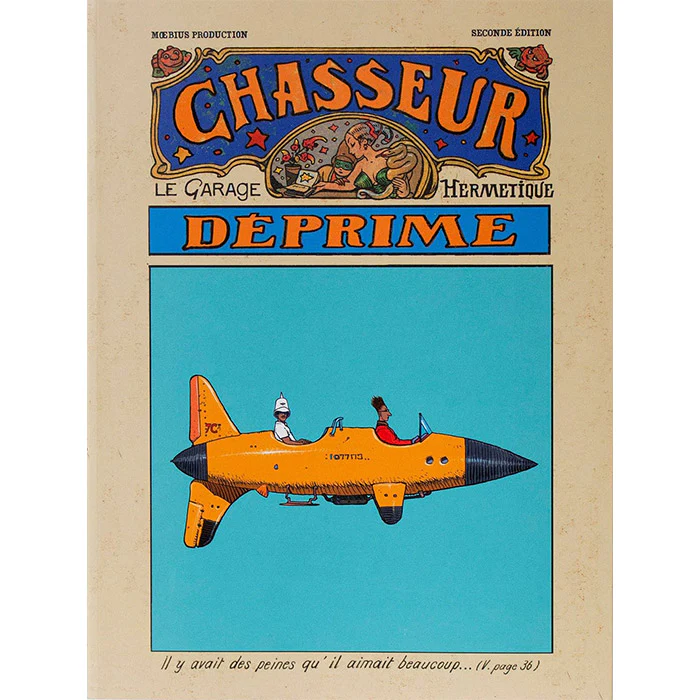 MŒBIUS PRODUCTION
SECONDE ÉDITION
CHASSEUR
LE GARAGE HERMETIQUE
DÉPRIME
Il y avait des peines qu'il aimait beaucoup... (V. page 36)